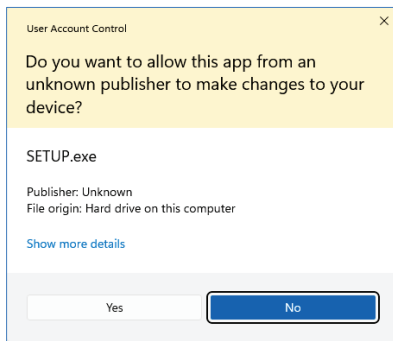 User Account Control
Do you want to allow this app from an
unknown publisher to make changes to your
device?
SETUP.exe
Publisher: Unknown
File origin: Hard drive on this computer
Show more details
Yes
No